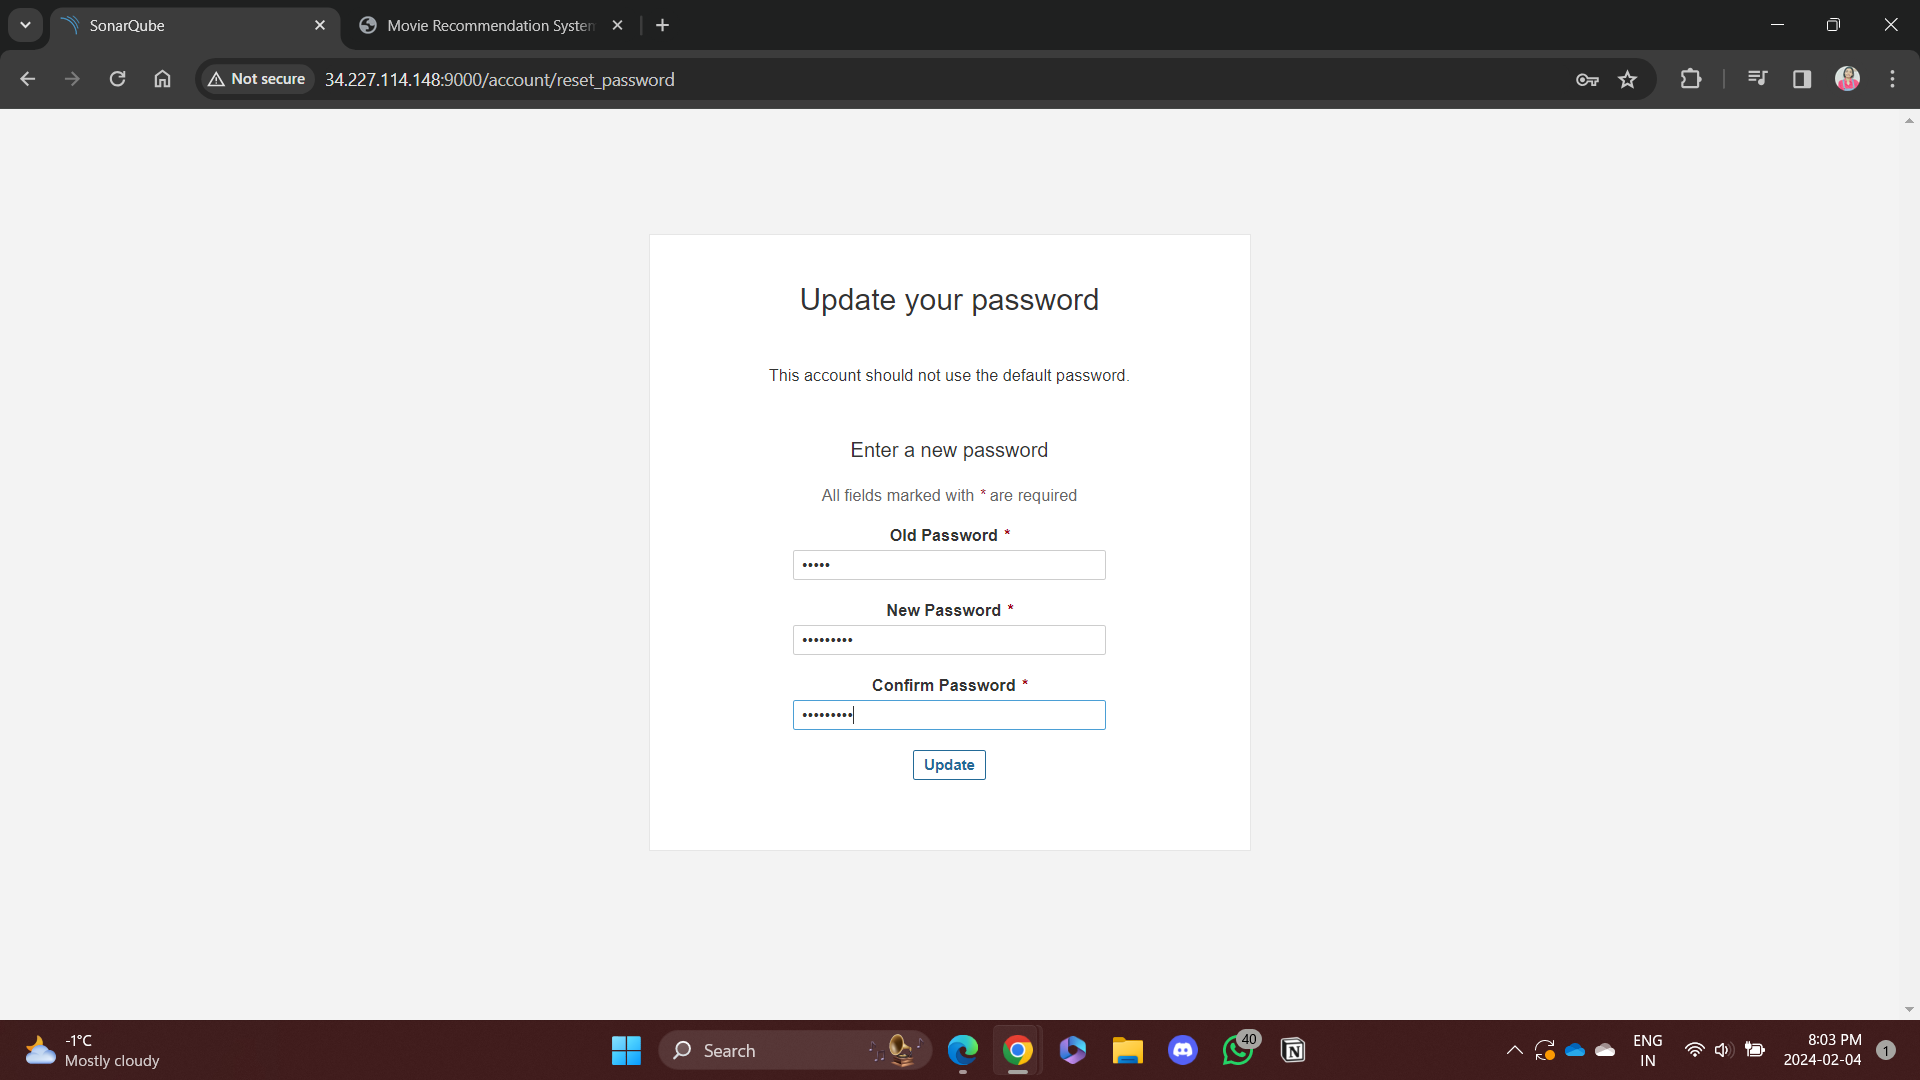 SonarQube
Movie Recommendation System
Not secure
34.227.114.148:9000/account/reset_password
Update your password
This account should not use the default password.
Enter a new password
All fields marked with * are required
Old Password *
•••••
New Password *
•••••••••
Confirm Password *
•••••••••
Update
-1°C
Mostly cloudy
Search
40
ENG
IN
8:03 PM
2024-02-04
1